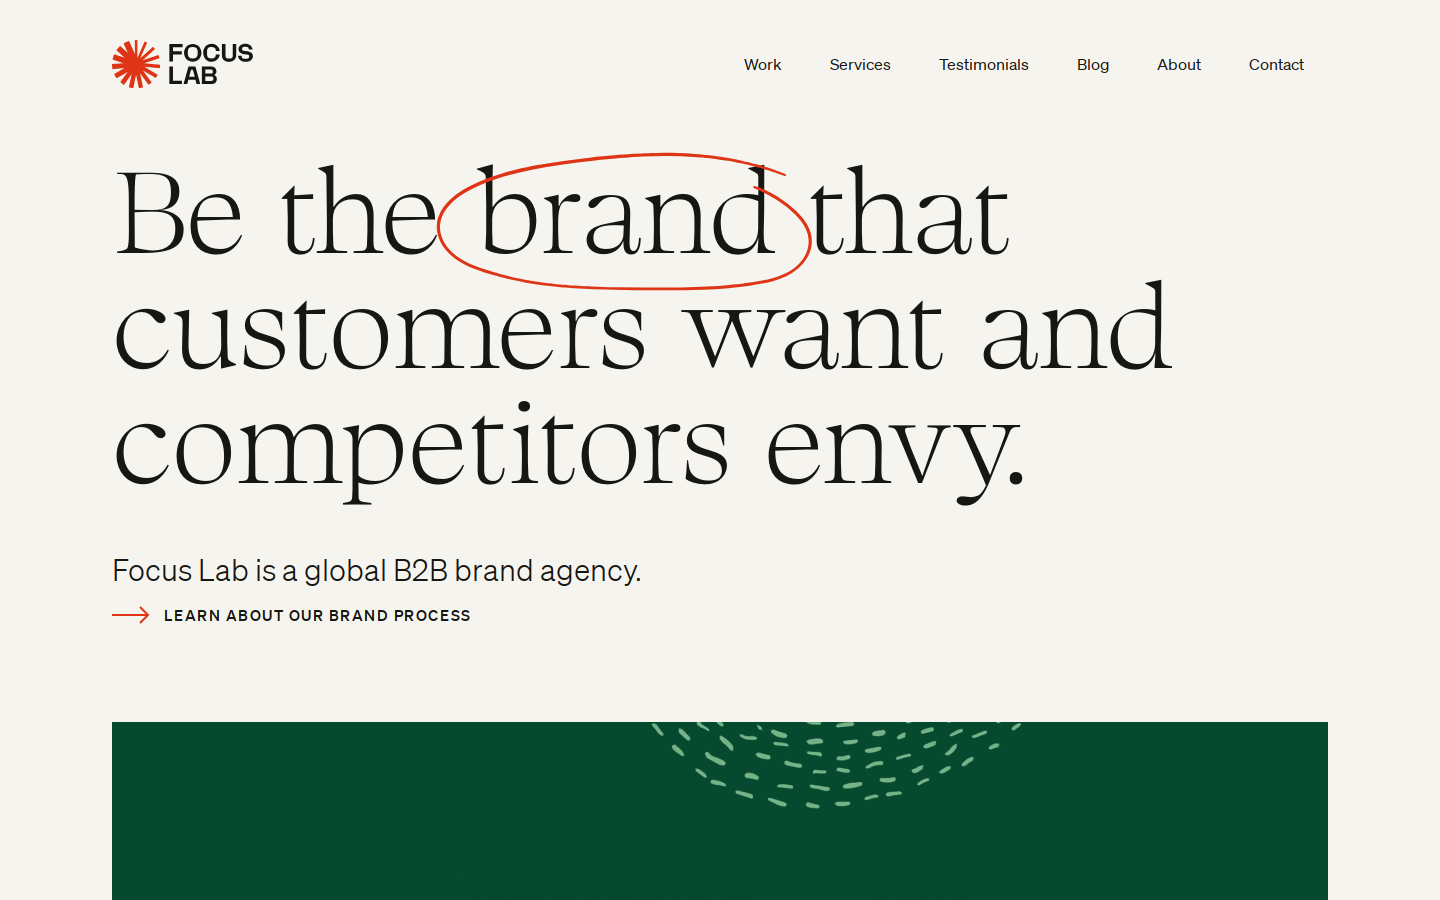 FOCUS
LAB
Work
Services
Testimonials
Blog
About
Contact
Be the brand that
customers want and
competitors envy.
Focus Lab is a global B2B brand agency.
LEARN ABOUT OUR BRAND PROCESS